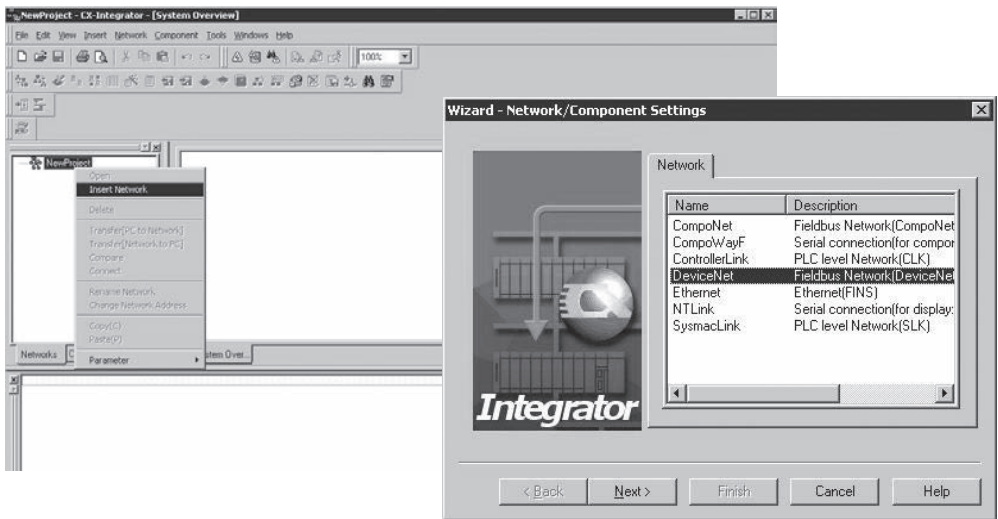 NewProject - CX-Integrator - [System Overview]
File Edit View Insert Network Component Tools Windows Help
100%
NewProject
Open
Insert Network
Delete
Transfer[PC to Network]
Transfer[Network to PC]
Compare
Connect
Rename Network
Change Network Address
Copy(C)
Paste(P)
Parameter
Networks
stem Over...
Wizard - Network/Component Settings
Network
Name Description
CompoNet Fieldbus Network(CompoNet
CompoWayF Serial connection(for compor
ControllerLink PLC level Network(CLK)
DeviceNet Fieldbus Network(DeviceNet
Ethernet Ethernet(FINS)
NTLink Serial connection(for display:
SysmacLink PLC level Network(SLK)
CX
Integrator
< Back Next > Finish Cancel Help